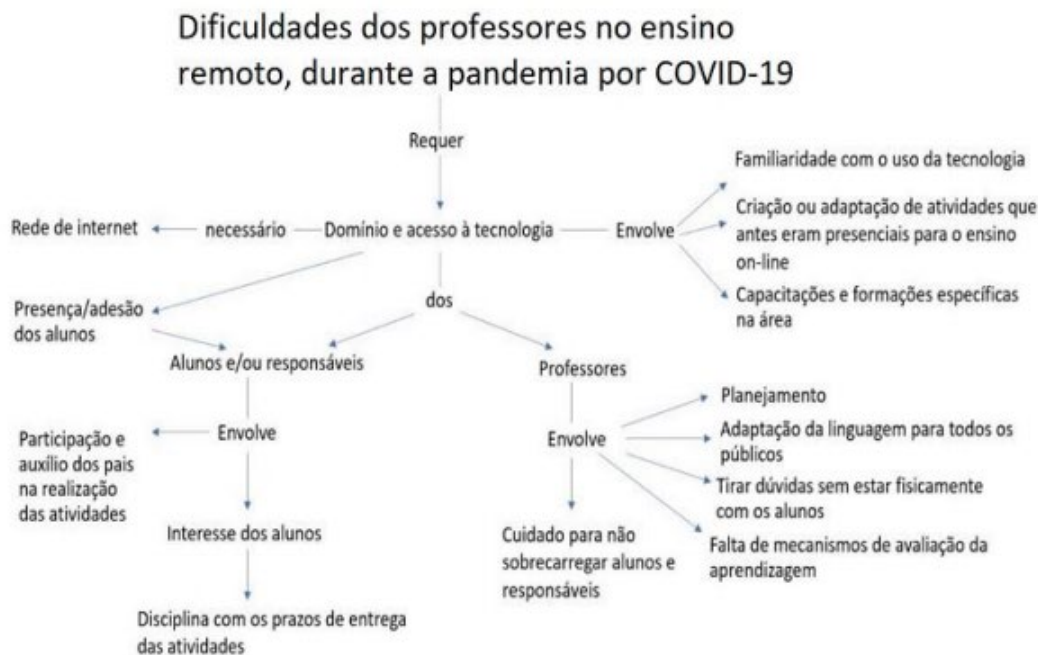 Dificuldades dos professores no ensino
remoto, durante a pandemia por COVID-19
Requer
Familiaridade com o uso da tecnologia
Rede de internet
necessário
Domínio e acesso à tecnologia
Envolve
Criação ou adaptação de atividades que
antes eram presenciais para o ensino
on-line
Capacitações e formações específicas
na área
Presença/adesão
dos alunos
dos
Alunos e/ou responsáveis
Professores
Envolve
Participação e
auxílio dos pais
na realização
das atividades
Interesse dos alunos
Disciplina com os prazos de entrega
das atividades
Envolve
Planejamento
Adaptação da linguagem para todos os
públicos
Tirar dúvidas sem estar fisicamente
com os alunos
Falta de mecanismos de avaliação da
aprendizagem
Cuidado para não
sobrecarregar alunos e
responsáveis